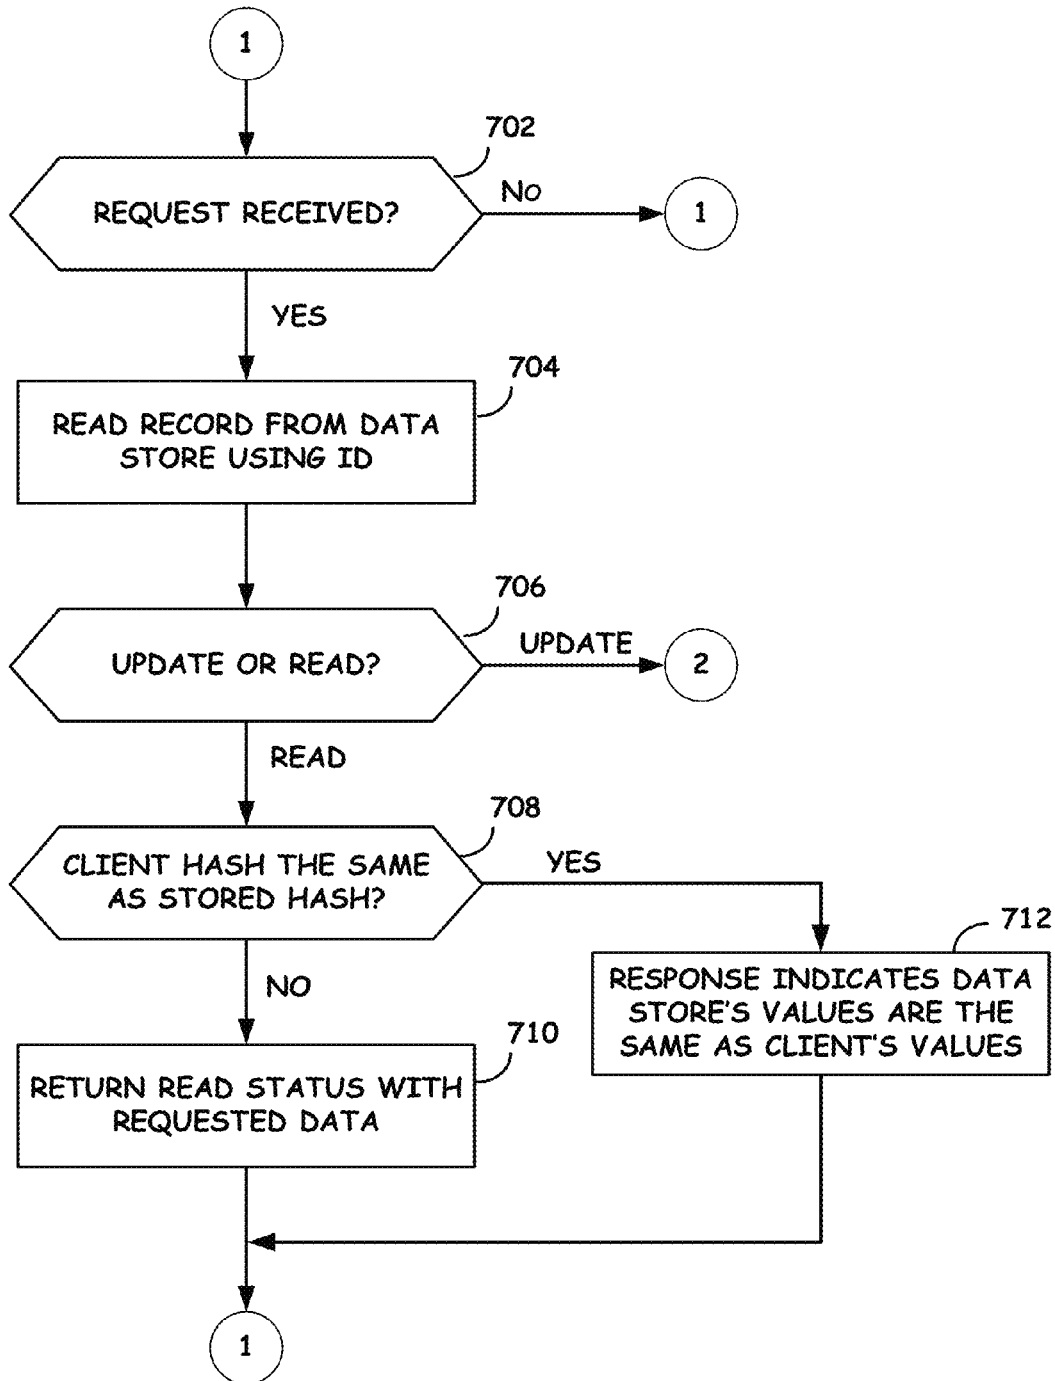 1
702
REQUEST RECEIVED?
NO
1
YES
704
READ RECORD FROM DATA
STORE USING ID
706
UPDATE OR READ?
UPDATE
2
READ
708
CLIENT HASH THE SAME
AS STORED HASH?
YES
712
RESPONSE INDICATES DATA
STORE'S VALUES ARE THE
SAME AS CLIENT'S VALUES
NO
710
RETURN READ STATUS WITH
REQUESTED DATA
1